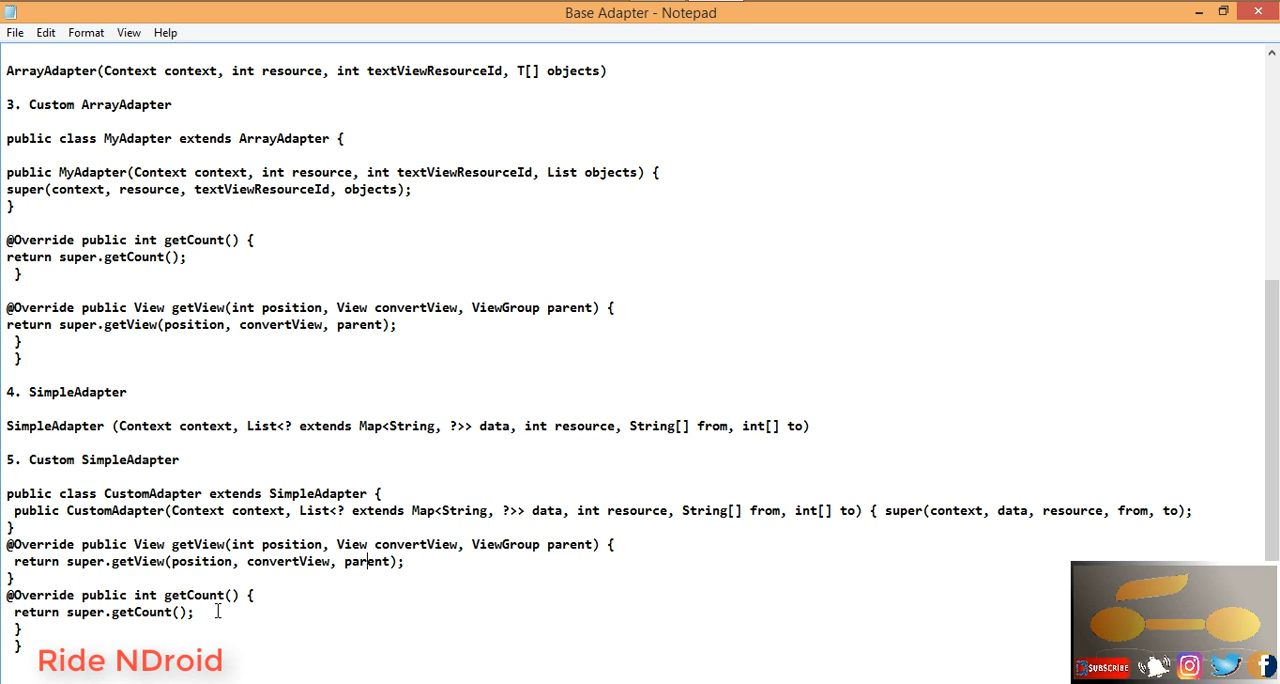 Base Adapter - Notepad
File Edit Format View Help
ArrayAdapter(Context context, int resource, int textViewResourceId, T[] objects)
3. Custom ArrayAdapter
public class MyAdapter extends ArrayAdapter {
public MyAdapter(Context context, int resource, int textViewResourceId, List objects) {
super(context, resource, textViewResourceId, objects);
}
@Override public int getCount() {
return super.getCount();
}
@Override public View getView(int position, View convertView, ViewGroup parent) {
return super.getView(position, convertView, parent);
}
}
4. SimpleAdapter
SimpleAdapter (Context context, List<? extends Map<String, ?>> data, int resource, String[] from, int[] to)
5. Custom SimpleAdapter
public class CustomAdapter extends SimpleAdapter {
public CustomAdapter(Context context, List<? extends Map<String, ?>> data, int resource, String[] from, int[] to) { super(context, data, resource, from, to);
}
@Override public View getView(int position, View convertView, ViewGroup parent) {
return super.getView(position, convertView, parent);
}
@Override public int getCount() {
return super.getCount();
}
}
Ride NDroid
SUBSCRIBE